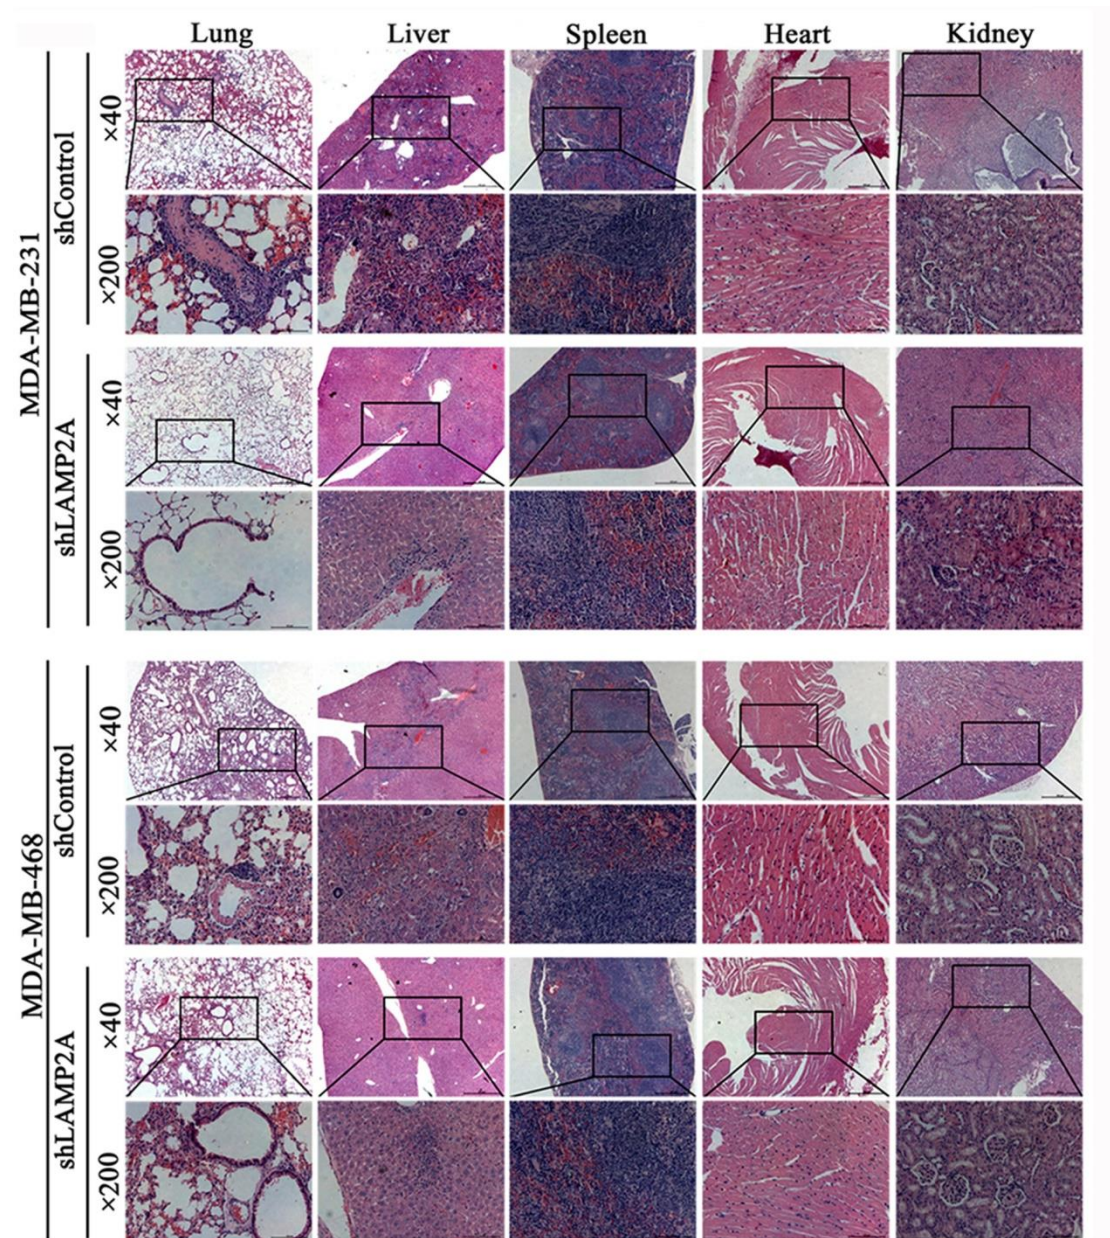 Lung Liver Spleen Heart Kidney
MDA-MB-231
shControl
×40
×200
shLAMP2A
×40
×200
MDA-MB-468
shControl
×40
×200
shLAMP2A
×40
×200